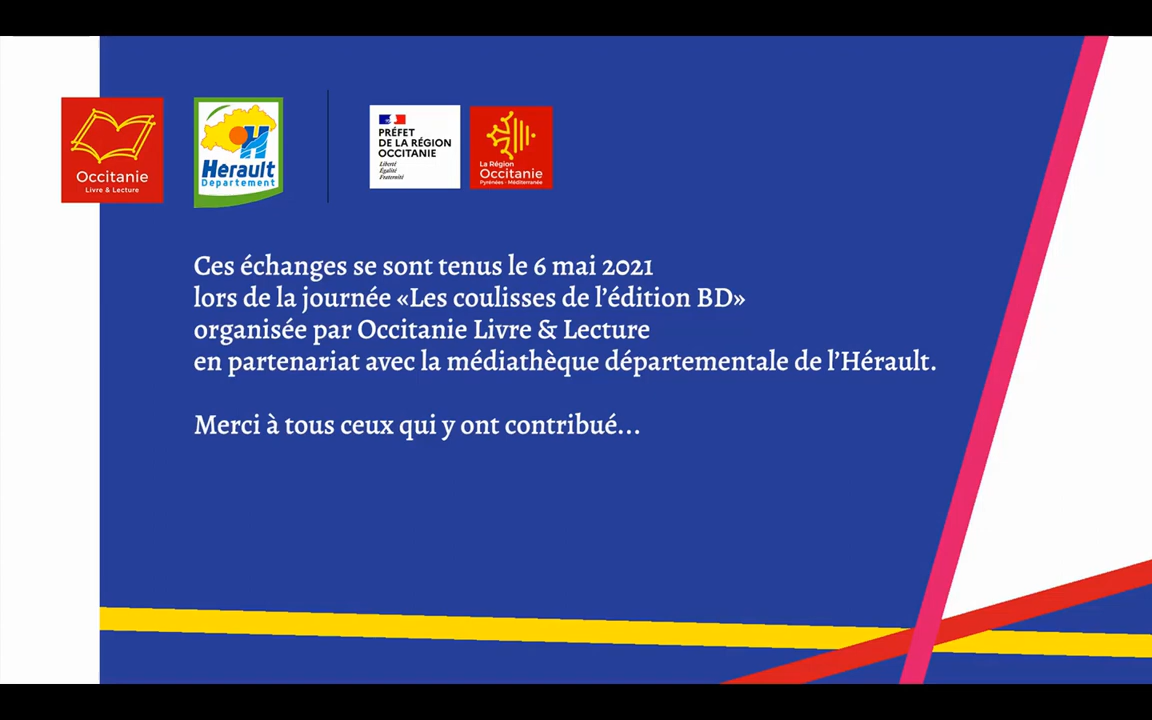 Occitanie
Livre & Lecture
Hérault
Département
PRÉFET
DE LA RÉGION
OCCITANIE
Liberté
Égalité
Fraternité
La Région
Occitanie
Pyrénées - Méditerranée
Ces échanges se sont tenus le 6 mai 2021
lors de la journée «Les coulisses de l’édition BD»
organisée par Occitanie Livre & Lecture
en partenariat avec la médiathèque départementale de l’Hérault.
Merci à tous ceux qui y ont contribué...